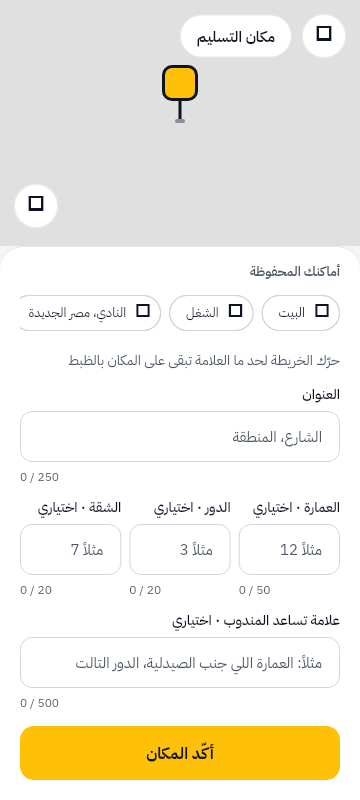 مكان التسليم
أماكنك المحفوظة
البيت
الشغل
النادي، مصر الجديدة
حرّك الخريطة لحد ما العلامة تبقى على المكان بالظبط
العنوان
الشارع، المنطقة
0 / 250
العمارة · اختياري
الدور · اختياري
الشقة · اختياري
مثلاً 12
مثلاً 3
مثلاً 7
0 / 50
0 / 20
0 / 20
علامة تساعد المندوب · اختياري
مثلاً: العمارة اللي جنب الصيدلية، الدور التالت
0 / 500
أكّد المكان